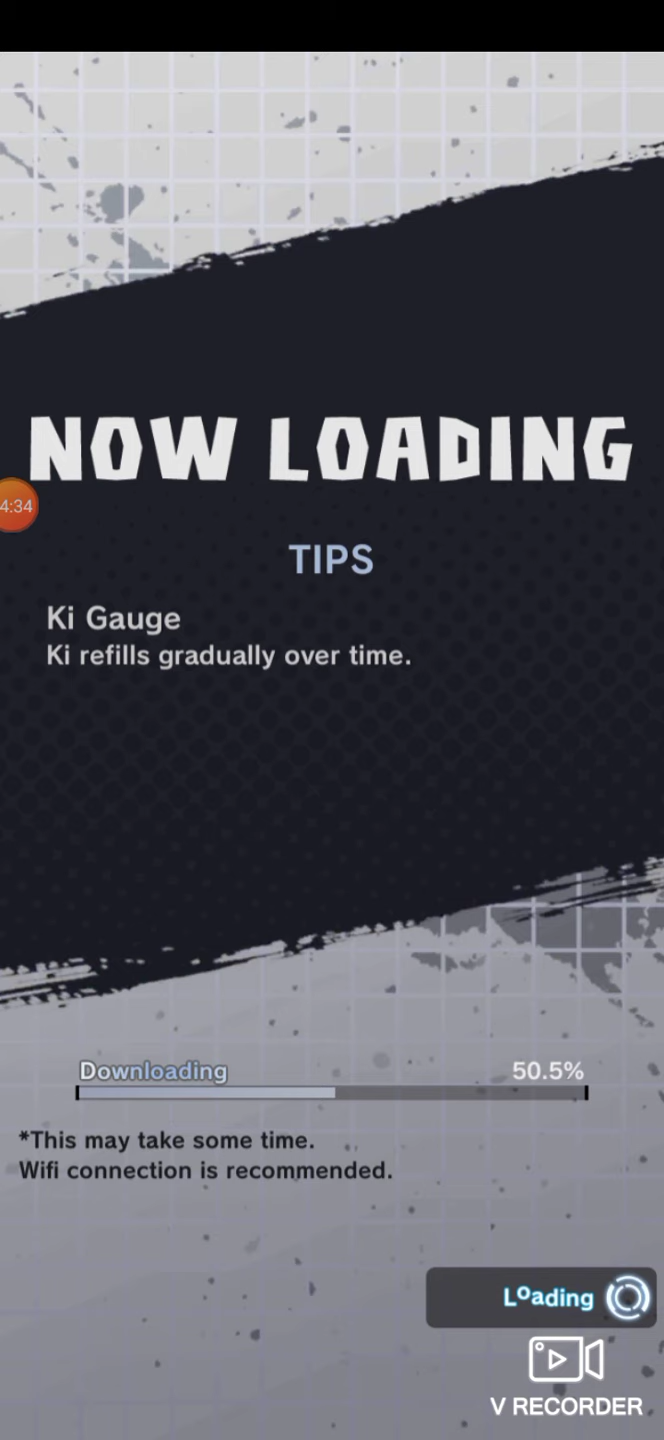 NOW LOADING
4:34
TIPS
Ki Gauge
Ki refills gradually over time.
Downloading 50.5%
*This may take some time.
Wifi connection is recommended.
Loading
V RECORDER